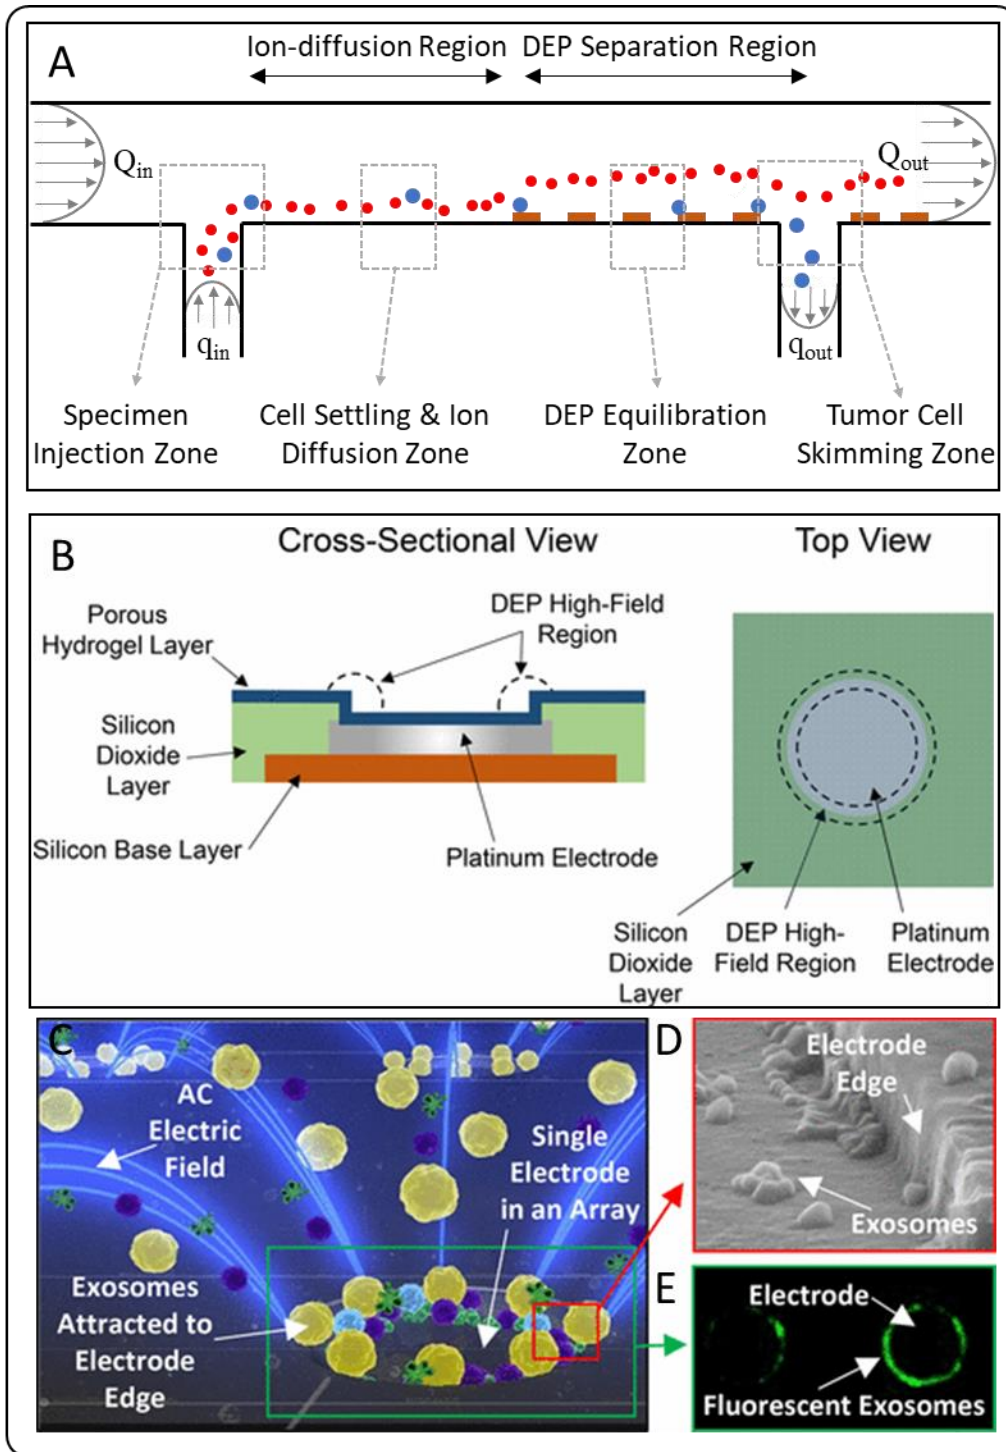 A
Ion-diffusion Region
DEP Separation Region
Qin
Qout
qin
qout
Specimen
Injection Zone
Cell Settling & Ion
Diffusion Zone
DEP Equilibration
Zone
Tumor Cell
Skimming Zone
B
Cross-Sectional View
Top View
Porous
Hydrogel Layer
DEP High-Field
Region
Silicon
Dioxide
Layer
Silicon Base Layer
Platinum Electrode
Silicon
Dioxide
Layer
DEP High-
Field Region
Platinum
Electrode
C
AC
Electric
Field
Single
Electrode
in an Array
Exosomes
Attracted to
Electrode
Edge
D
Electrode
Edge
Exosomes
E
Electrode
Fluorescent Exosomes